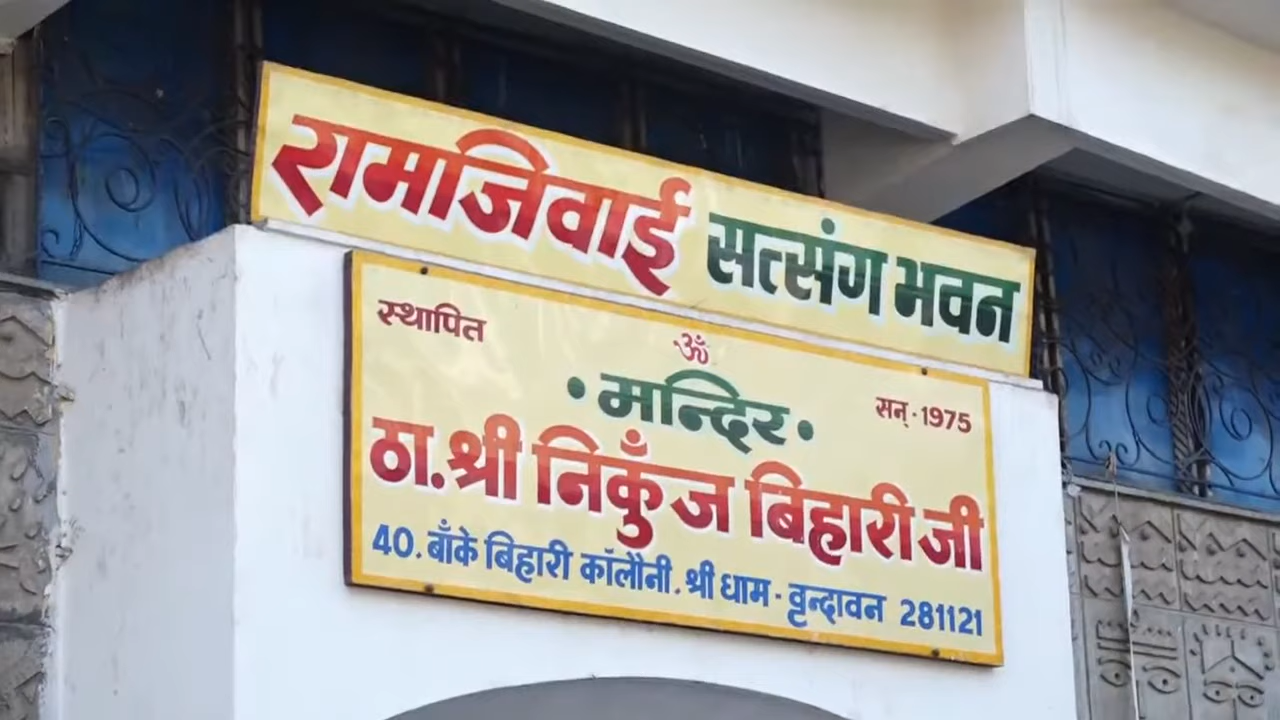 रामजिवाई सत्संग भवन
स्थापित
ॐ
• मन्दिर •
सन् - 1975
ठा. श्री निकुँज बिहारी जी
40. बाँके बिहारी कॉलौनी. श्री धाम - वृन्दावन 281121